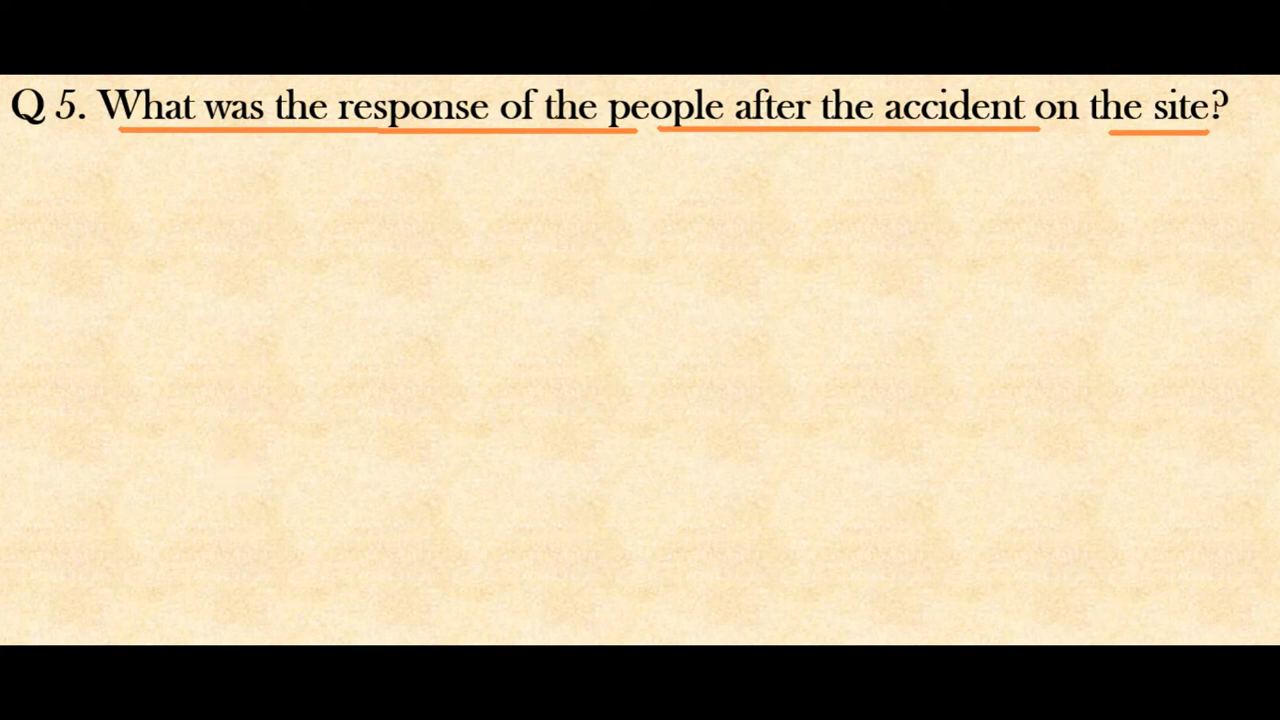 Q 5. What was the response of the people after the accident on the site?